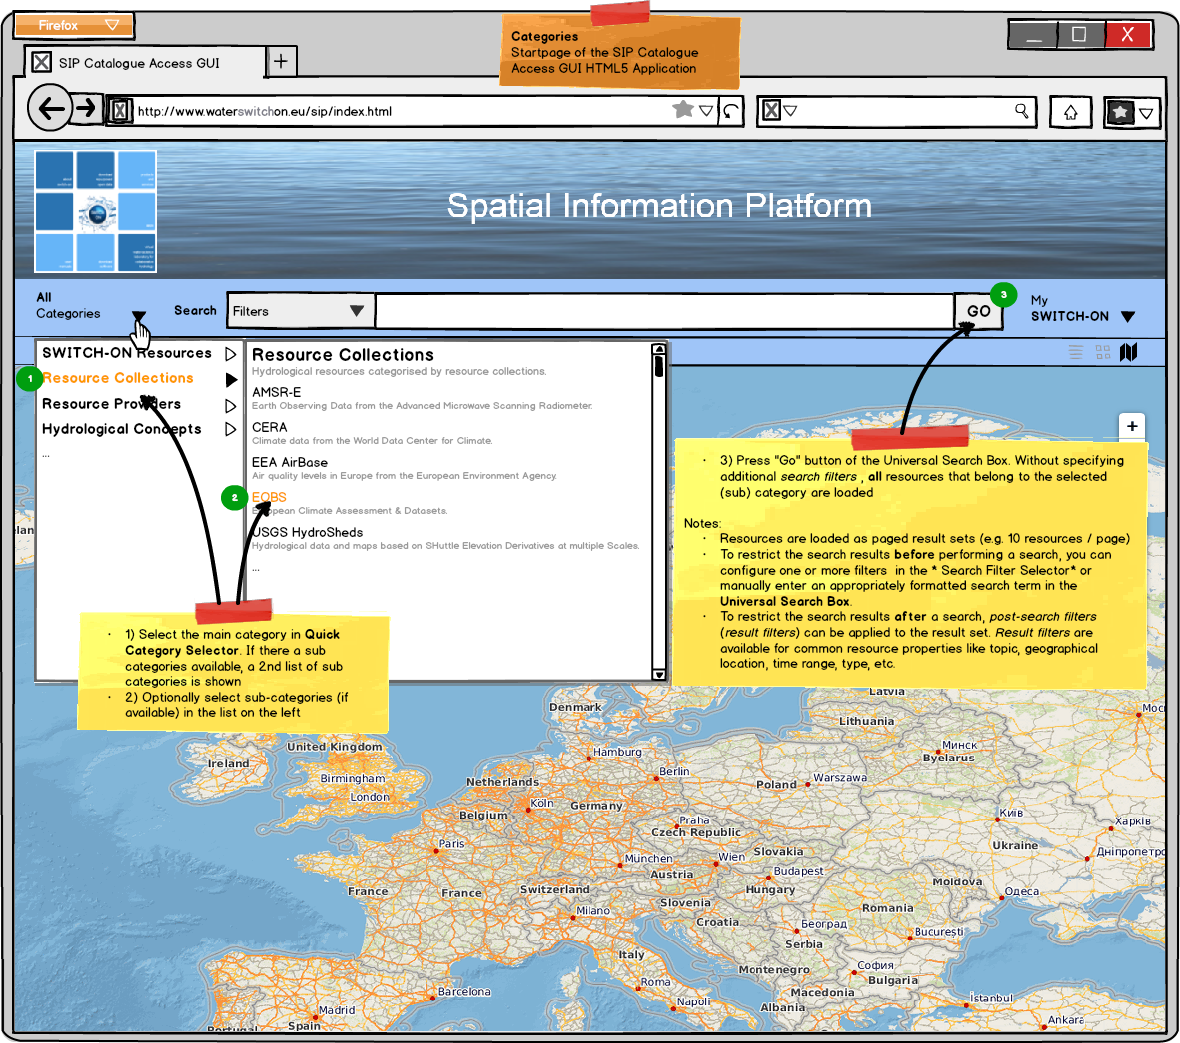 Firefox
Categories
Startpage of the SIP Catalogue
Access GUI HTML5 Application
X
SIP Catalogue Access GUI
+
http://www.waterswitchon.eu/sip/index.html
Spatial Information Platform
All
Categories
Search
Filters
GO
3
My
SWITCH-ON
SWITCH-ON Resources
1
Resource Collections
Resource Providers
Hydrological Concepts
...
Resource Collections
Hydrological resources categorised by resource collections.
AMSR-E
Earth Observing Data from the Advanced Microwave Scanning Radiometer.
CERA
Climate data from the World Data Center for Climate.
EEA AirBase
Air quality levels in Europe from the European Environment Agency.
2
EOBS
European Climate Assessment & Datasets.
USGS HydroSheds
Hydrological data and maps based on SHuttle Elevation Derivatives at multiple Scales.
...
+
· 3) Press "Go" button of the Universal Search Box. Without specifying
additional search filters , all resources that belong to the selected
(sub) category are loaded
Notes:
· Resources are loaded as paged result sets (e.g. 10 resources / page)
· To restrict the search results before performing a search, you can
configure one or more filters in the * Search Filter Selector* or
manually enter an appropriately formatted search term in the
Universal Search Box.
· To restrict the search results after a search, post-search filters
(result filters) can be applied to the result set. Result filters are
available for common resource properties like topic, geographical
location, time range, type, etc.
· 1) Select the main category in Quick
Category Selector. If there a sub
categories available, a 2nd list of sub
categories is shown
· 2) Optionally select sub-categories (if
available) in the list on the left
Latvia
Denmark
Lithuania
Мос
United Kingdom
Ireland
Hamburg
Минск
Byelarus
Birmingham
London
Netherlands
Berlin
Poland
Warszawa
Belgium
Köln
Germany
Praha
Czech Republic
Київ
Харків
Paris
Ukraine
Дніпропетро
München
Wien
Slovakia
Austria
Budapest
France
France
Switzerland
Hungary
Moldova
Одеса
Slovenia
Romania
Milano
Croatia
Београд
București
Serbia
Italy
Montenegro
София
Bulgaria
Roma
Barcelona
Macedonia
İstanbul
Napoli
Albania
Madrid
Ankara
Portugal
Spain